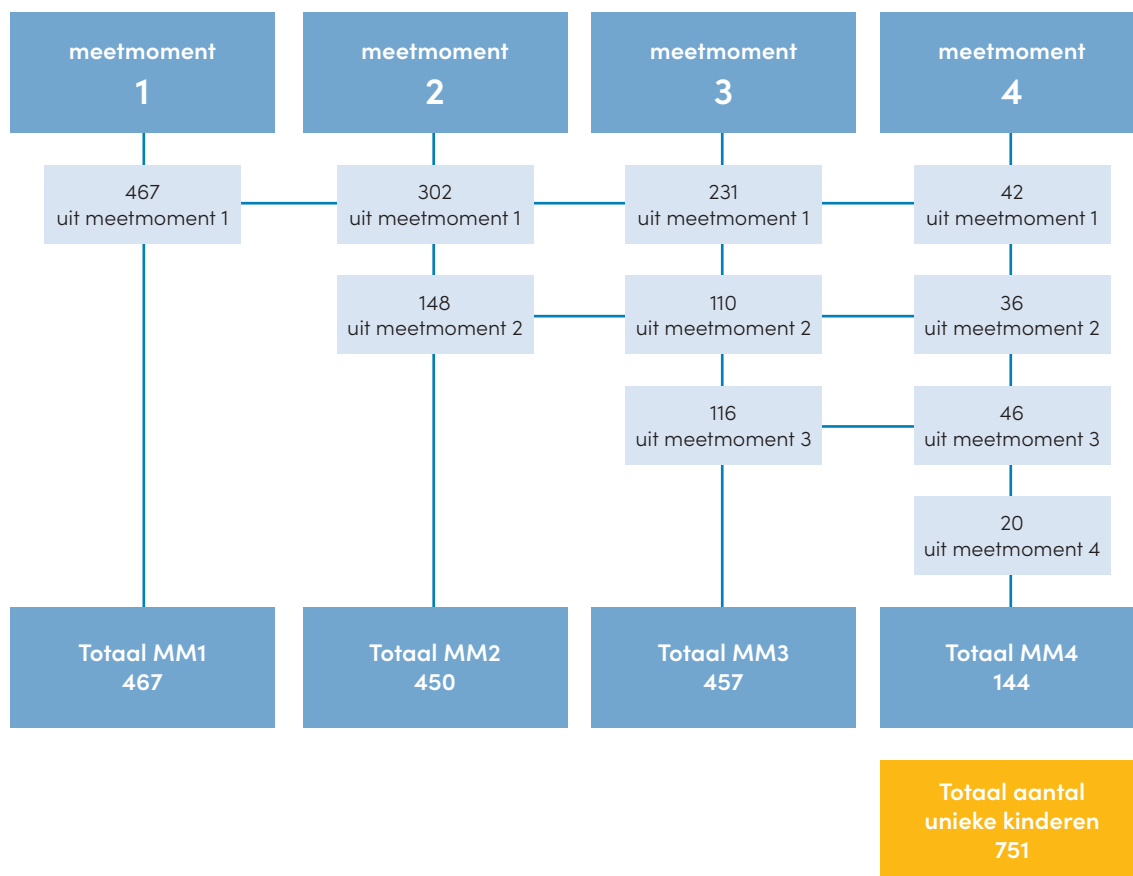 meetmoment
1
meetmoment
2
meetmoment
3
meetmoment
4
467
uit meetmoment 1
302
uit meetmoment 1
231
uit meetmoment 1
42
uit meetmoment 1
148
uit meetmoment 2
110
uit meetmoment 2
36
uit meetmoment 2
116
uit meetmoment 3
46
uit meetmoment 3
20
uit meetmoment 4
Totaal MM1
467
Totaal MM2
450
Totaal MM3
457
Totaal MM4
144
Totaal aantal
unieke kinderen
751